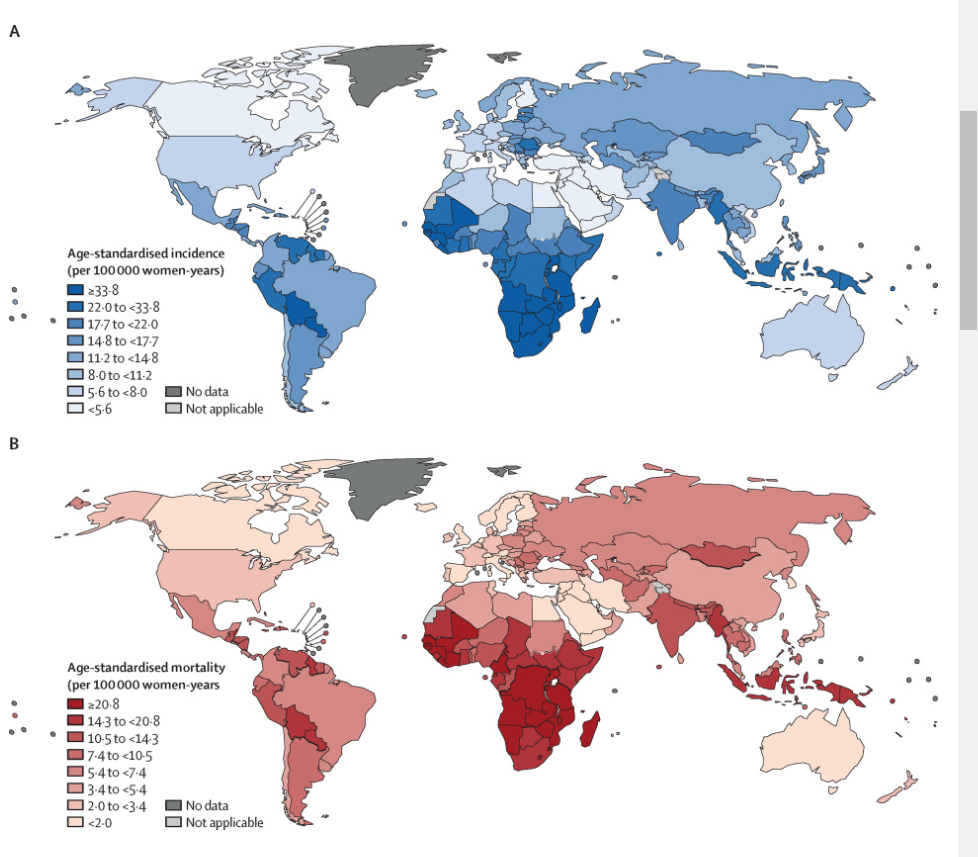 A
Age-standardised incidence
(per 100 000 women-years)
≥33·8
22·0 to <33·8
17·7 to <22·0
14·8 to <17·7
11·2 to <14·8
8·0 to <11·2
5·6 to <8·0
<5·6
No data
Not applicable
B
Age-standardised mortality
(per 100 000 women-years
≥20·8
14·3 to <20·8
10·5 to <14·3
7·4 to <10·5
5·4 to <7·4
3·4 to <5·4
2·0 to <3·4
<2·0
No data
Not applicable